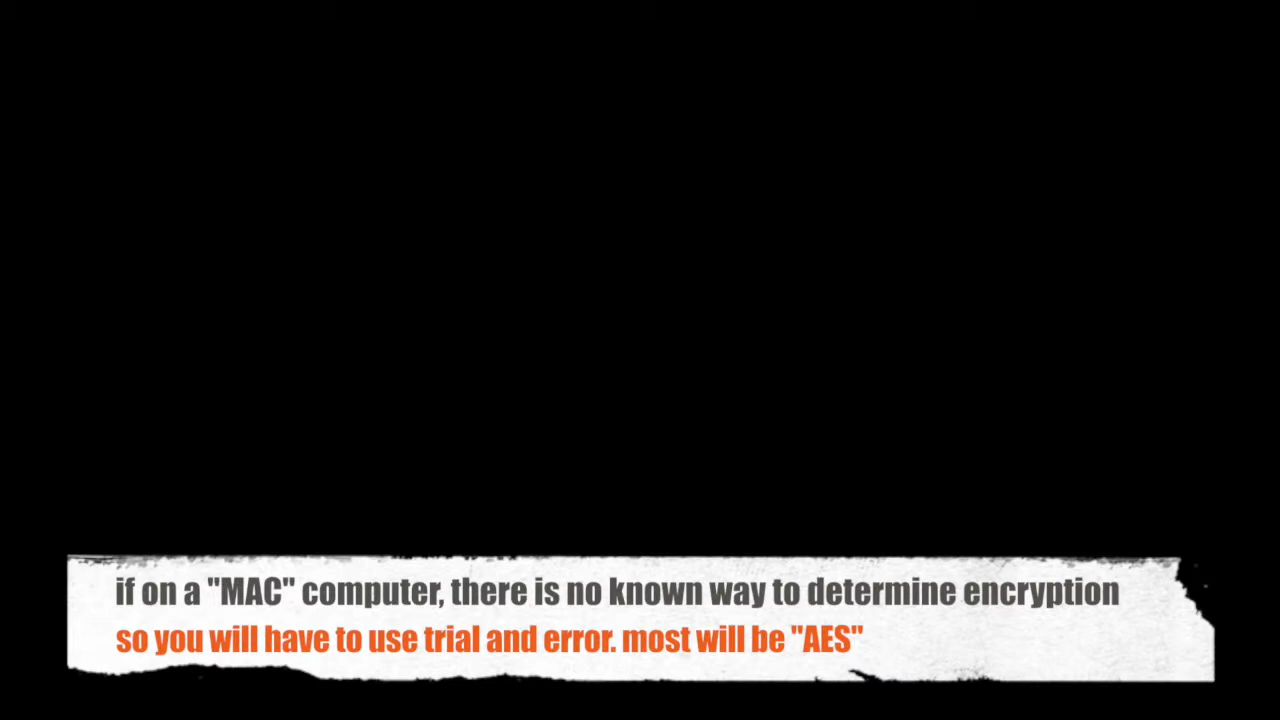 if on a "MAC" computer, there is no known way to determine encryption
so you will have to use trial and error. most will be "AES"